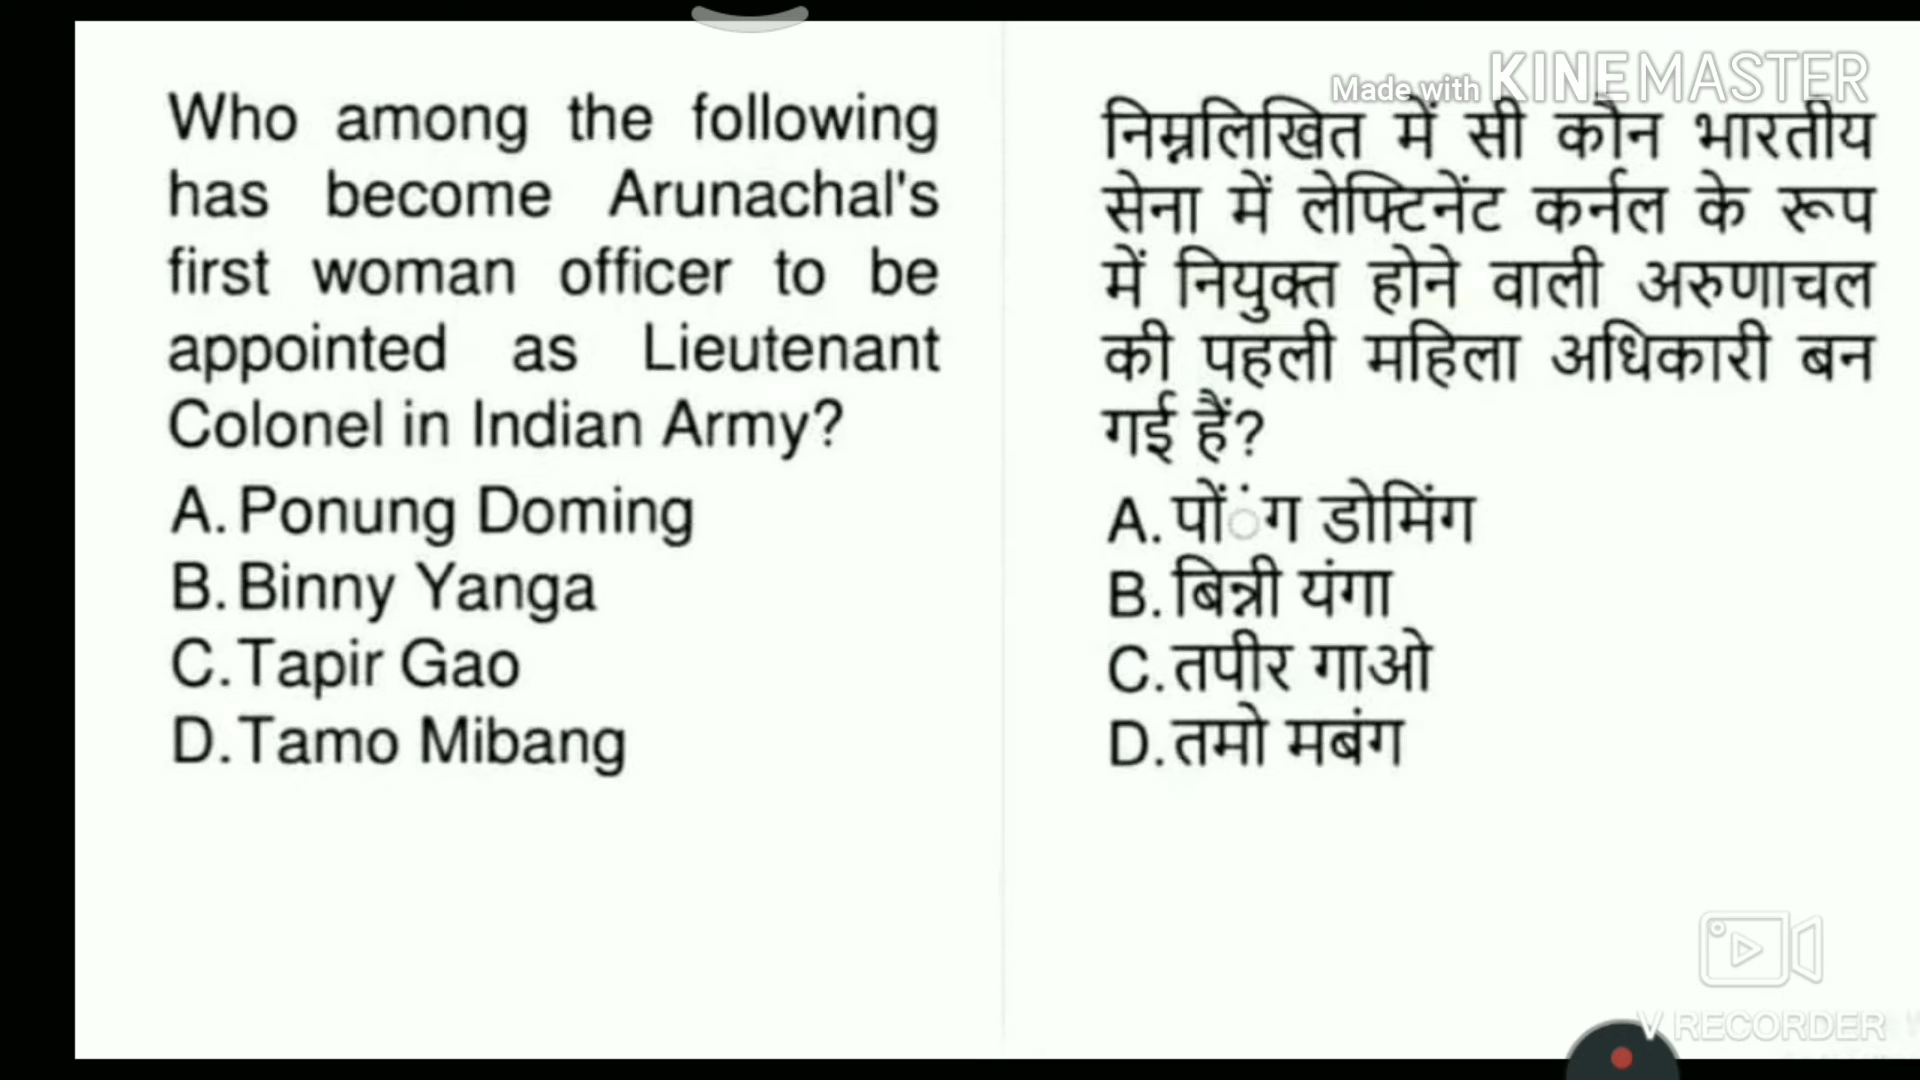 Made with KINEMASTER
Who among the following
has become Arunachal's
first woman officer to be
appointed as Lieutenant
Colonel in Indian Army?
A. Ponung Doming
B. Binny Yanga
C. Tapir Gao
D. Tamo Mibang
निम्नलिखित में सी कौन भारतीय
सेना में लेफ्टिनेंट कर्नल के रूप
में नियुक्त होने वाली अरुणाचल
की पहली महिला अधिकारी बन
गई हैं?
A. पों◌ंग डोमिंग
B. बिन्नी यंगा
C. तपीर गाओ
D. तमो मबंग
V RECORDER